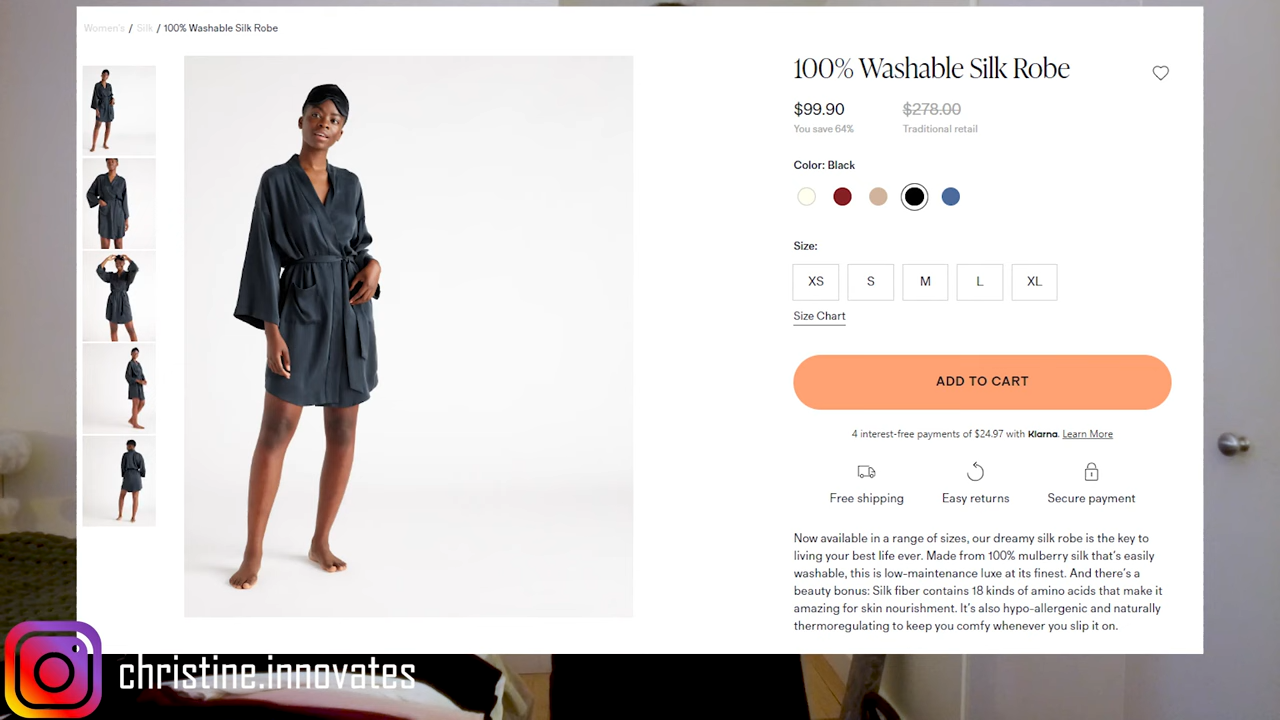 Women's / Silk / 100% Washable Silk Robe
100% Washable Silk Robe
$99.90 $278.00
You save 64% Traditional retail
Color: Black
Size:
XS S M L XL
Size Chart
ADD TO CART
4 interest-free payments of $24.97 with Klarna. Learn More
Free shipping Easy returns Secure payment
Now available in a range of sizes, our dreamy silk robe is the key to
living your best life ever. Made from 100% mulberry silk that's easily
washable, this is low-maintenance luxe at its finest. And there's a
beauty bonus: Silk fiber contains 18 kinds of amino acids that make it
amazing for skin nourishment. It's also hypo-allergenic and naturally
thermoregulating to keep you comfy whenever you slip it on.
christine.innovates